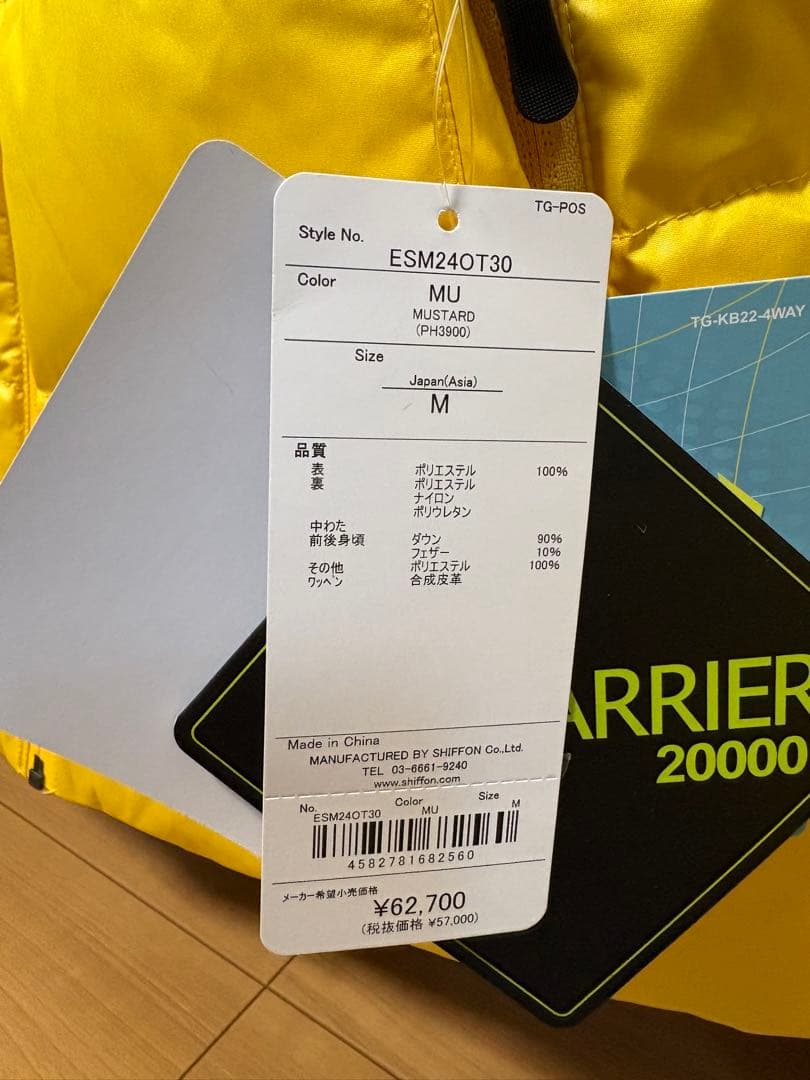 TG-POS
Style No.
ESM24OT30
Color
MU
MUSTARD
(PH3900)
Size
Japan(Asia)
M
品質
表 ポリエステル 100%
裏 ポリエステル
ナイロン
ポリウレタン
中わた
前後身頃 ダウン 90%
フェザー 10%
その他 ポリエステル 100%
ワッペン 合成皮革
Made in China
MANUFACTURED BY SHIFFON Co.,Ltd.
TEL 03-6661-9240
www.shiffon.com
No. Color Size
ESM24OT30 MU M
4582781682560
メーカー希望小売価格
¥62,700
(税抜価格 ¥57,000)
TG-KB22-4WAY
ARRIER
20000